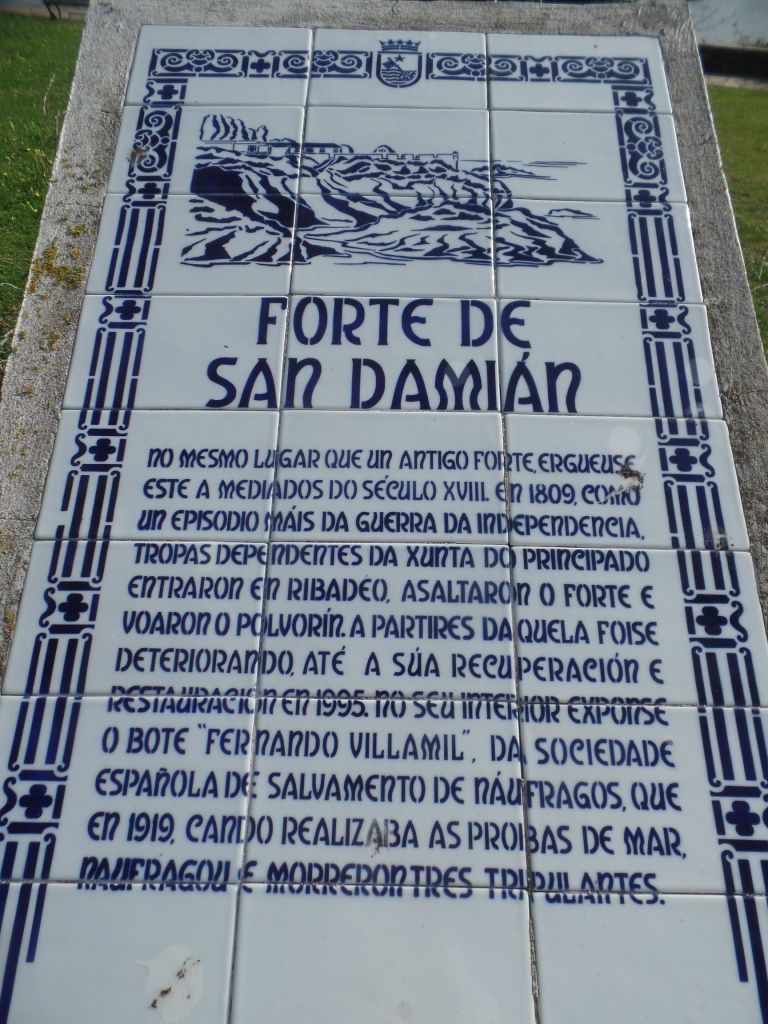 FORTE DE
SAN DAMIÁN
NO MESMO LUGAR QUE UN ANTIGO FORTE, ERGUEUSE
ESTE A MEDIADOS DO SÉCULO XVIII. EN 1809, COMO
UN EPISODIO MÁIS DA GUERRA DA INDEPENDENCIA,
TROPAS DEPENDENTES DA XUNTA DO PRINCIPADO
ENTRARON EN RIBADEO, ASALTARON O FORTE E
VOARON O POLVORÍN. A PARTIRES DAQUELA FOISE
DETERIORANDO, ATÉ A SÚA RECUPERACIÓN E
RESTAURACIÓN EN 1995. NO SEU INTERIOR EXPONSE
O BOTE "FERNANDO VILLAMIL", DA SOCIEDADE
ESPAÑOLA DE SALVAMENTO DE NÁUFRAGOS, QUE
EN 1919, CANDO REALIZABA AS PROIBAS DE MAR,
NAUFRAGOU E MORRERON TRES TRIPULANTES.